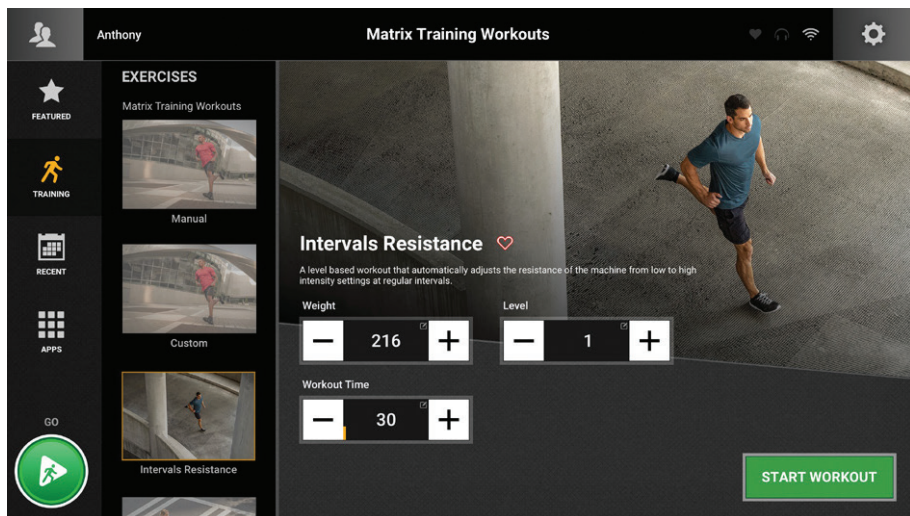 Anthony
Matrix Training Workouts
FEATURED
TRAINING
RECENT
APPS
GO
EXERCISES
Matrix Training Workouts
Manual
Custom
Intervals Resistance
Intervals Resistance
A level based workout that automatically adjusts the resistance of the machine from low to high
intensity settings at regular intervals.
Weight
Level
216
1
Workout Time
30
START WORKOUT